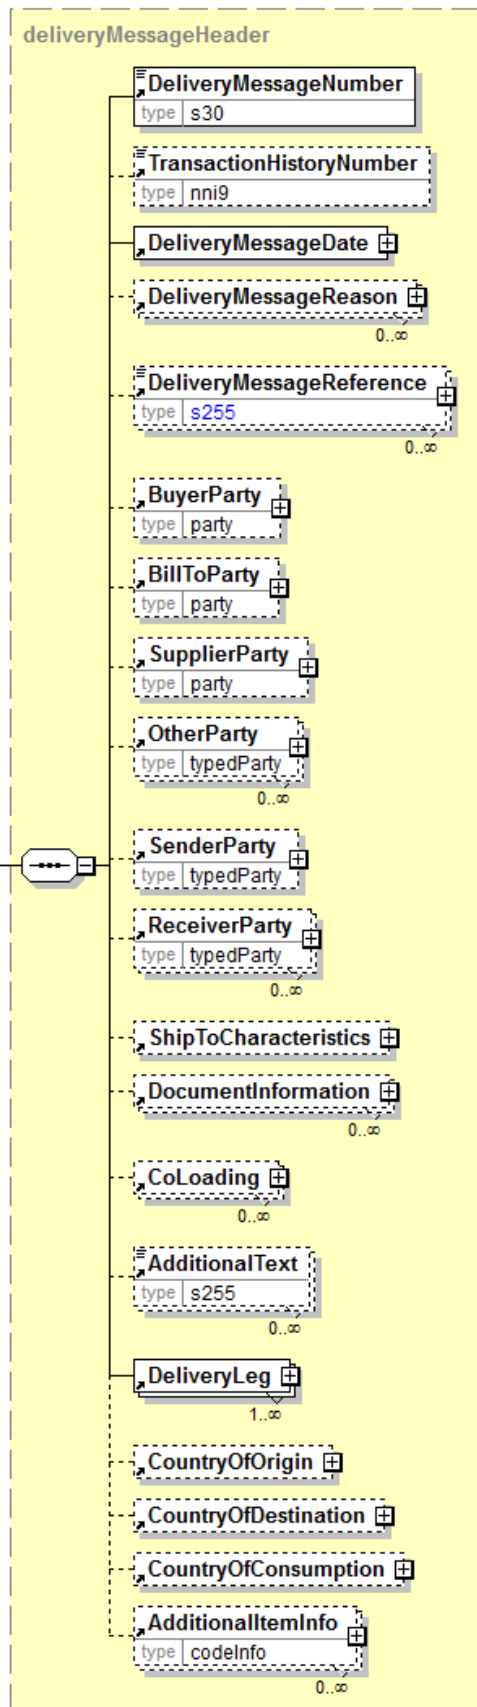 deliveryMessageHeader
DeliveryMessageNumber
type s30
TransactionHistoryNumber
type nni9
DeliveryMessageDate
DeliveryMessageReason
0..∞
DeliveryMessageReference
type s255
0..∞
BuyerParty
type party
BillToParty
type party
SupplierParty
type party
OtherParty
type typedParty
0..∞
SenderParty
type typedParty
ReceiverParty
type typedParty
0..∞
ShipToCharacteristics
DocumentInformation
0..∞
CoLoading
0..∞
AdditionalText
type s255
0..∞
DeliveryLeg
1..∞
CountryOfOrigin
CountryOfDestination
CountryOfConsumption
AdditionalItemInfo
type codeInfo
0..∞